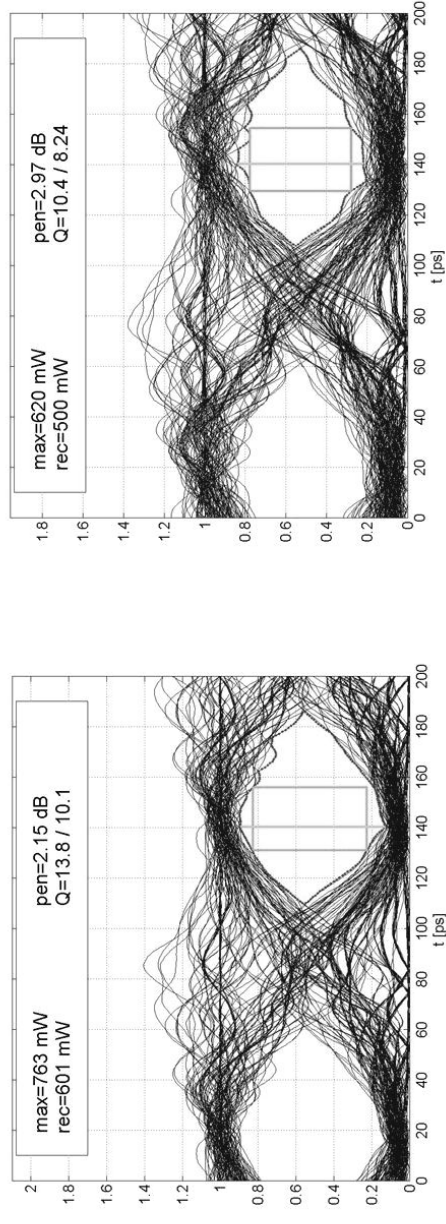 max=763 mW pen=2.15 dB
rec=601 mW Q=13.8 / 10.1
2
1.8
1.6
1.4
1.2
1
0.8
0.6
0.4
0.2
0
0 20 40 60 80 100 120 140 160 180 200
t [ps]
max=620 mW pen=2.97 dB
rec=500 mW Q=10.4 / 8.24
1.8
1.6
1.4
1.2
1
0.8
0.6
0.4
0.2
0
0 20 40 60 80 100 120 140 160 180 200
t [ps]